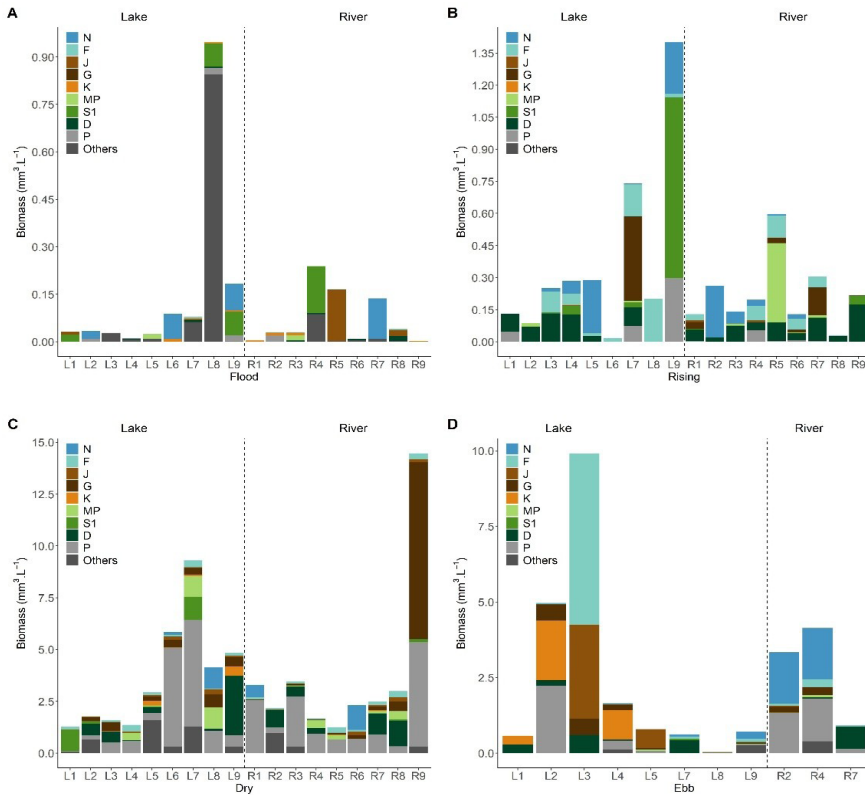 A
Lake
River
N
F
J
G
K
MP
S1
D
P
Others
Biomass (mm³.L⁻¹)
0.90
0.75
0.60
0.45
0.30
0.15
0.00
L1 L2 L3 L4 L5 L6 L7 L8 L9 R1 R2 R3 R4 R5 R6 R7 R8 R9
Flood
B
Lake
River
N
F
J
G
K
MP
S1
D
P
Others
Biomass (mm³.L⁻¹)
1.35
1.20
1.05
0.90
0.75
0.60
0.45
0.30
0.15
0.00
L1 L2 L3 L4 L5 L6 L7 L8 L9 R1 R2 R3 R4 R5 R6 R7 R8 R9
Rising
C
Lake
River
N
F
J
G
K
MP
S1
D
P
Others
Biomass (mm³.L⁻¹)
15.0
12.5
10.0
7.5
5.0
2.5
0.0
L1 L2 L3 L4 L5 L6 L7 L8 L9 R1 R2 R3 R4 R5 R6 R7 R8 R9
Dry
D
Lake
River
N
F
J
G
K
MP
S1
D
P
Others
Biomass (mm³.L⁻¹)
10.0
7.5
5.0
2.5
0.0
L1 L2 L3 L4 L5 L7 L8 L9 R2 R4 R7
Ebb